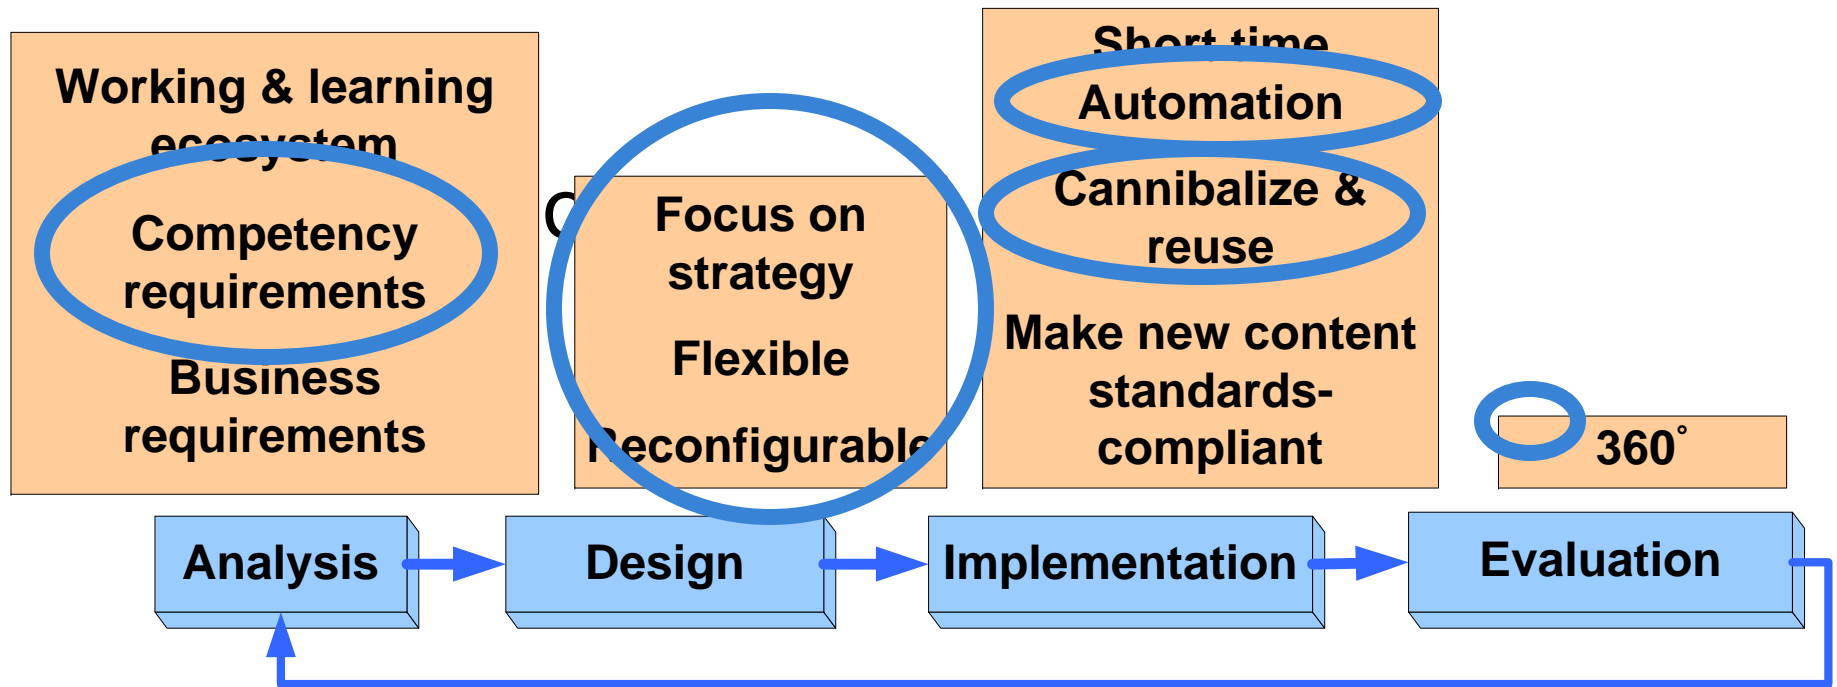 Working & learning
ecosystem
Competency
requirements
Business
requirements
Focus on
strategy
Flexible
Reconfigurable
Short time
Automation
Cannibalize &
reuse
Make new content
standards-
compliant
360°
Analysis
Design
Implementation
Evaluation